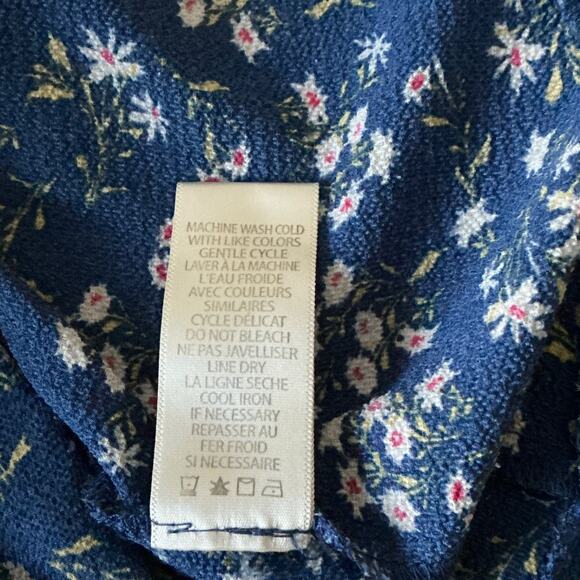 MACHINE WASH COLD
WITH LIKE COLORS
GENTLE CYCLE
LAVER À LA MACHINE
L'EAU FROIDE
AVEC COULEURS
SIMILAIRES
CYCLE DÉLICAT
DO NOT BLEACH
NE PAS JAVELLISER
LINE DRY
LA LIGNE SECHE
COOL IRON
IF NECESSARY
REPASSER AU
FER FROID
SI NECESSAIRE